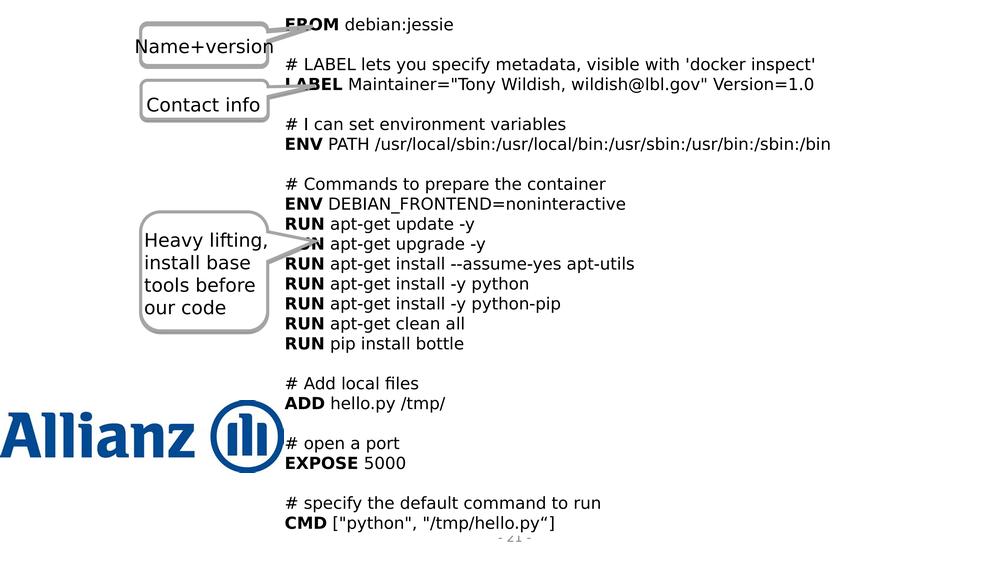 FROM debian:jessie
Name+version
# LABEL lets you specify metadata, visible with 'docker inspect'
LABEL Maintainer="Tony Wildish, wildish@lbl.gov" Version=1.0
Contact info
# I can set environment variables
ENV PATH /usr/local/sbin:/usr/local/bin:/usr/sbin:/usr/bin:/sbin:/bin
# Commands to prepare the container
ENV DEBIAN_FRONTEND=noninteractive
RUN apt-get update -y
RUN apt-get upgrade -y
RUN apt-get install --assume-yes apt-utils
RUN apt-get install -y python
RUN apt-get install -y python-pip
RUN apt-get clean all
RUN pip install bottle
Heavy lifting,
install base
tools before
our code
# Add local files
ADD hello.py /tmp/
Allianz
# open a port
EXPOSE 5000
# specify the default command to run
CMD ["python", "/tmp/hello.py“]
- 21 -